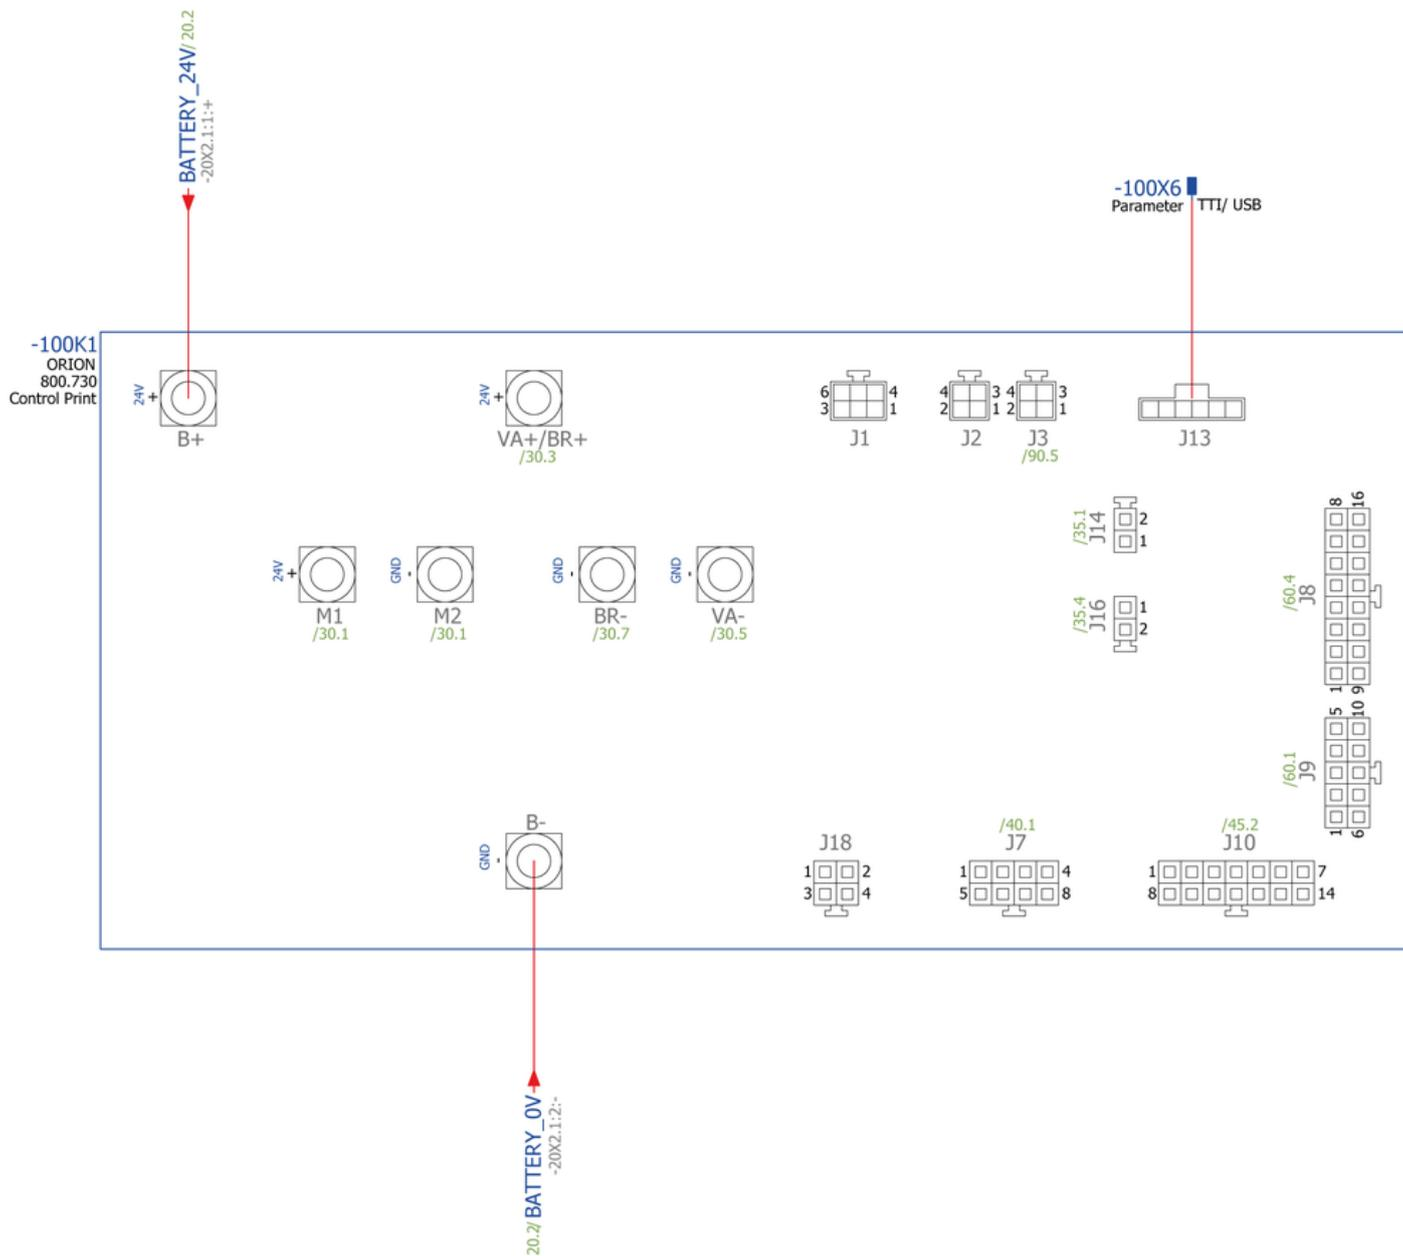 BATTERY_24V/ 20.2
-20X2.1:1:+
-100X6
Parameter TTI/ USB
-100K1
ORION
800.730
Control Print
24V +
B+
24V +
VA+/BR+
/30.3
6 4
3 1
J1
4 3
2 1
J2
4 3
2 1
J3
/90.5
J13
24V +
M1
/30.1
GND -
M2
/30.1
GND -
BR-
/30.7
GND -
VA-
/30.5
/35.1
J14
2
1
/35.4
J16
1
2
8 16
/60.4
J8
1 9
5 10
/60.1
J9
1 6
B-
GND -
J18
1 2
3 4
/40.1
J7
1 4
5 8
/45.2
J10
1 7
8 14
20.2/ BATTERY_0V
-20X2.1:2:-